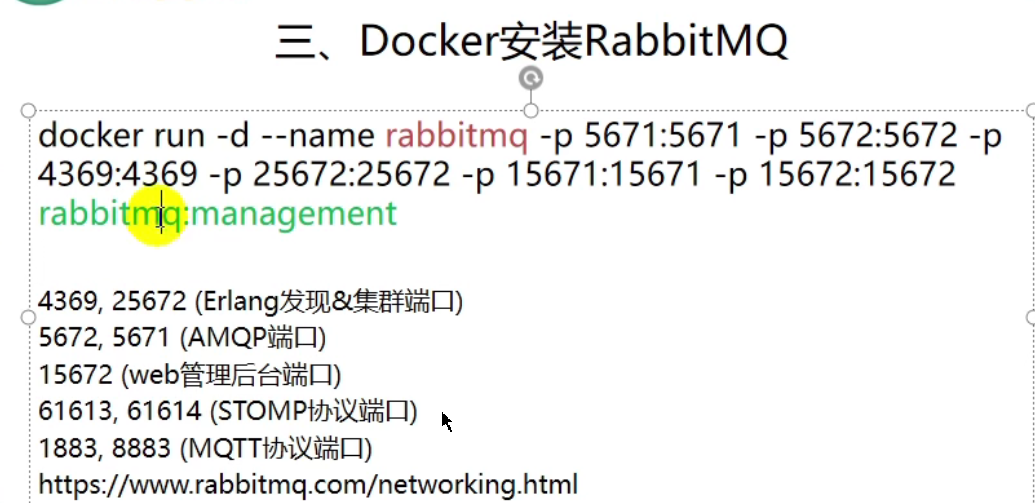 三、Docker安装RabbitMQ
docker run -d --name rabbitmq -p 5671:5671 -p 5672:5672 -p
4369:4369 -p 25672:25672 -p 15671:15671 -p 15672:15672
rabbitmq:management
4369, 25672 (Erlang发现&集群端口)
5672, 5671 (AMQP端口)
15672 (web管理后台端口)
61613, 61614 (STOMP协议端口)
1883, 8883 (MQTT协议端口)
https://www.rabbitmq.com/networking.html